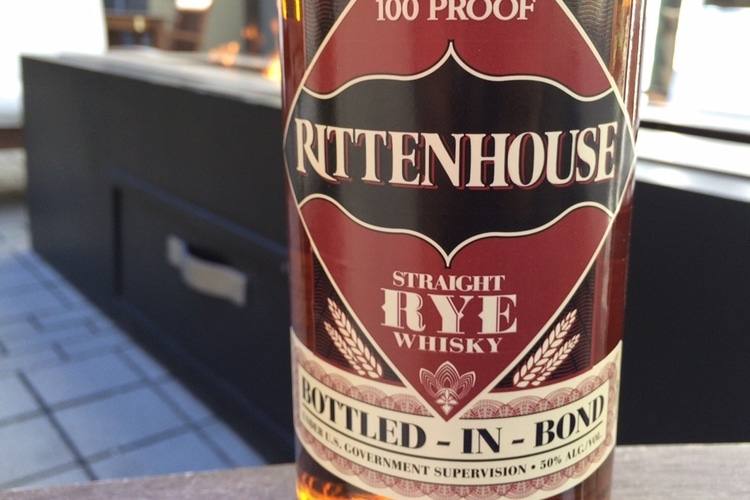 100 PROOF
RITTENHOUSE
STRAIGHT
RYE
WHISKY
BOTTLED - IN - BOND
UNDER U.S. GOVERNMENT SUPERVISION • 50% ALC./VOL.